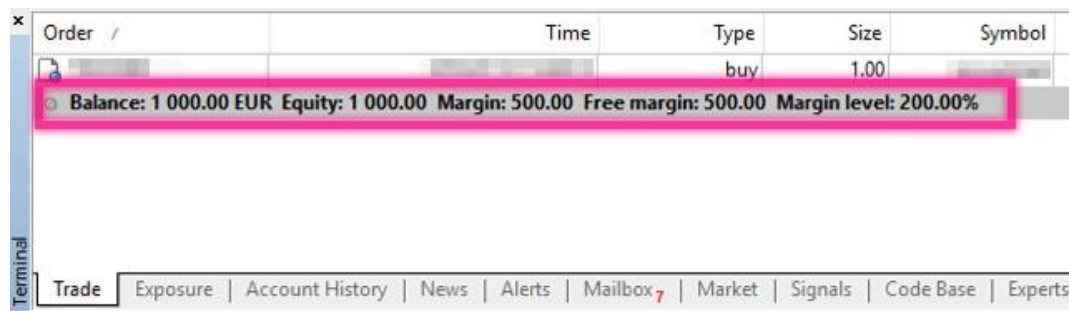 Order / Time Type Size Symbol
buy 1.00
Balance: 1 000.00 EUR Equity: 1 000.00 Margin: 500.00 Free margin: 500.00 Margin level: 200.00%
Terminal
Trade Exposure | Account History | News | Alerts | Mailbox 7 | Market | Signals | Code Base | Experts